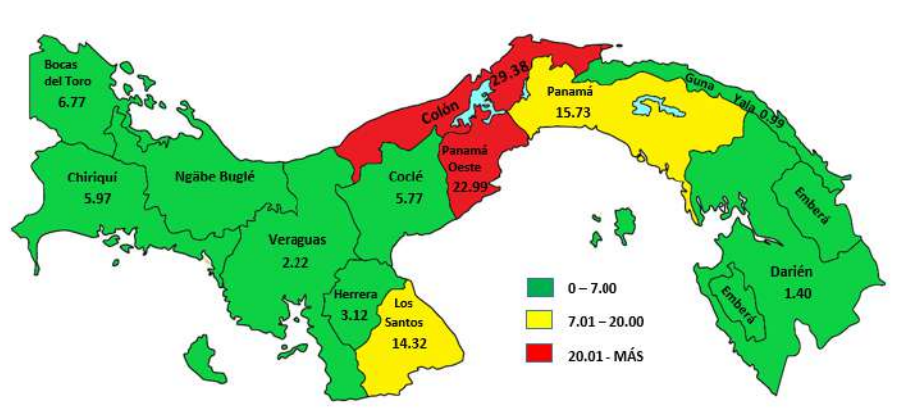 Bocas
del Toro
6.77
Chiriquí
5.97
Ngäbe Buglé
Veraguas
2.22
Herrera
3.12
Los
Santos
14.32
Coclé
5.77
Colón 29.38
Panamá
Oeste
22.99
Panamá
15.73
Guna Yala 0.99
Emberá
Darién
1.40
Emberá
0 – 7.00
7.01 – 20.00
20.01 - MÁS